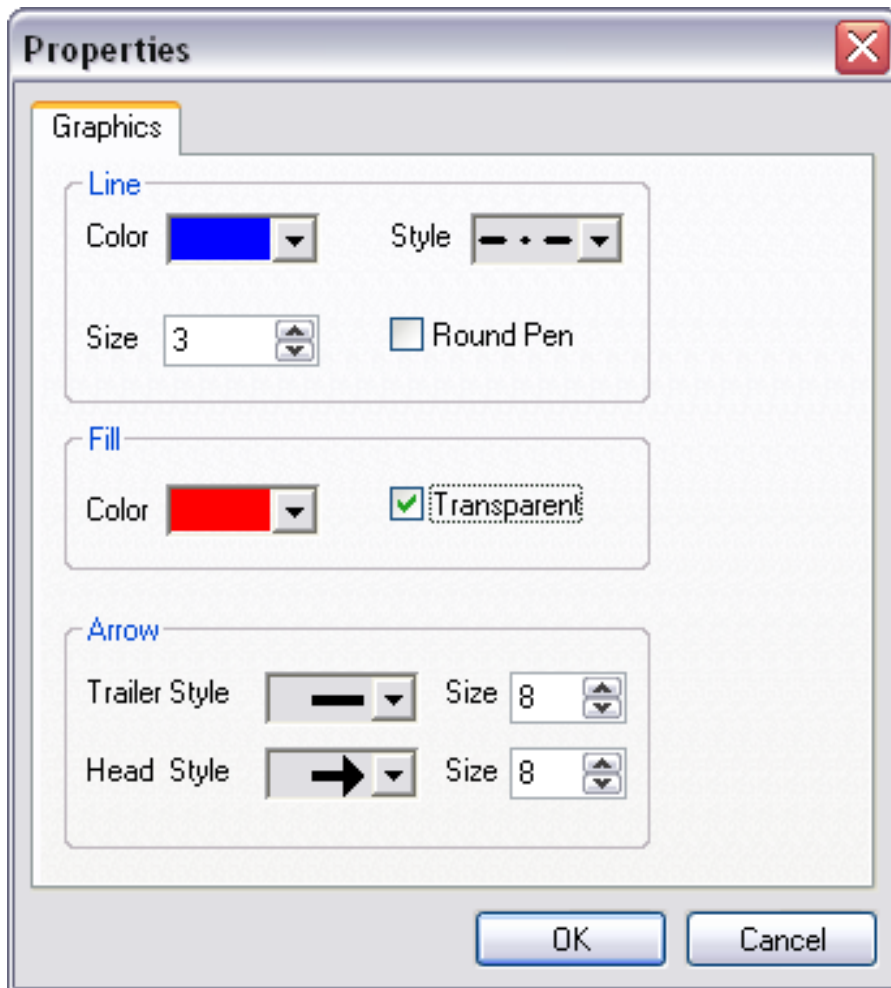 Properties
Graphics
Line
Color
Style
Size 3
Round Pen
Fill
Color
Transparent
Arrow
Trailer Style
Size 8
Head Style
Size 8
OK
Cancel